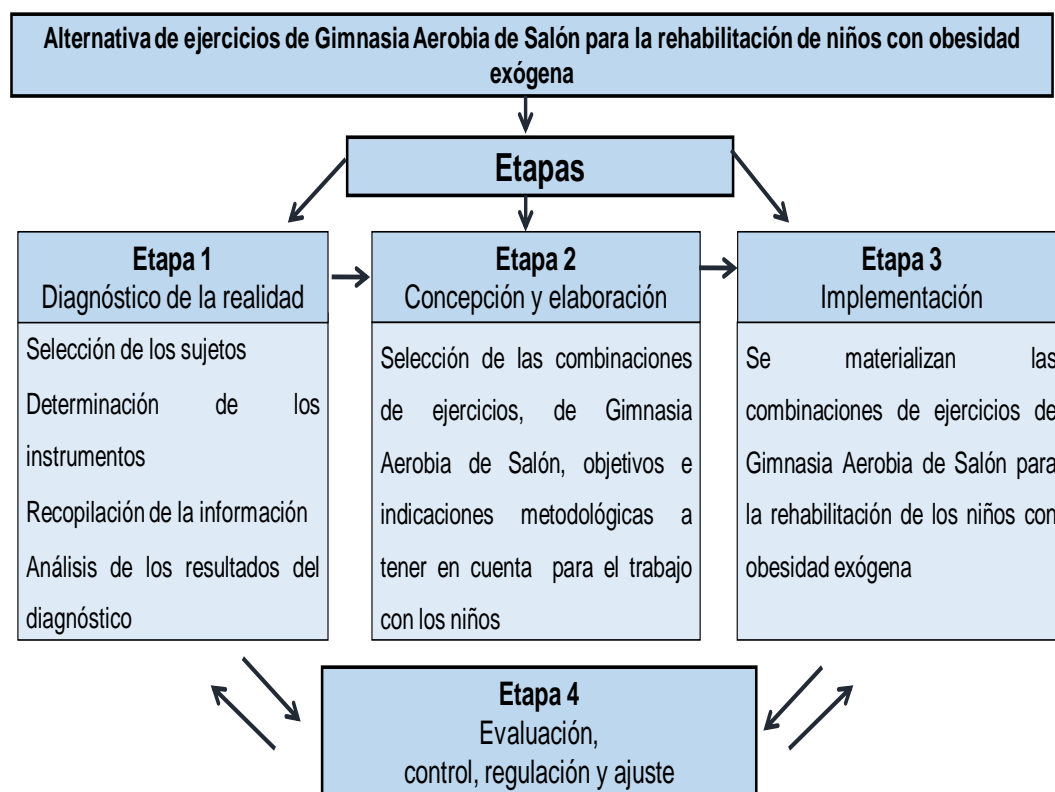 Alternativa de ejercicios de Gimnasia Aerobia de Salón para la rehabilitación de niños con obesidad
exógena
Etapas
Etapa 1
Diagnóstico de la realidad
Selección de los sujetos
Determinación de los
instrumentos
Recopilación de la información
Análisis de los resultados del
diagnóstico
Etapa 2
Concepción y elaboración
Selección de las combinaciones
de ejercicios, de Gimnasia
Aerobia de Salón, objetivos e
indicaciones metodológicas a
tener en cuenta para el trabajo
con los niños
Etapa 3
Implementación
Se materializan las
combinaciones de ejercicios de
Gimnasia Aerobia de Salón para
la rehabilitación de los niños con
obesidad exógena
Etapa 4
Evaluación,
control, regulación y ajuste